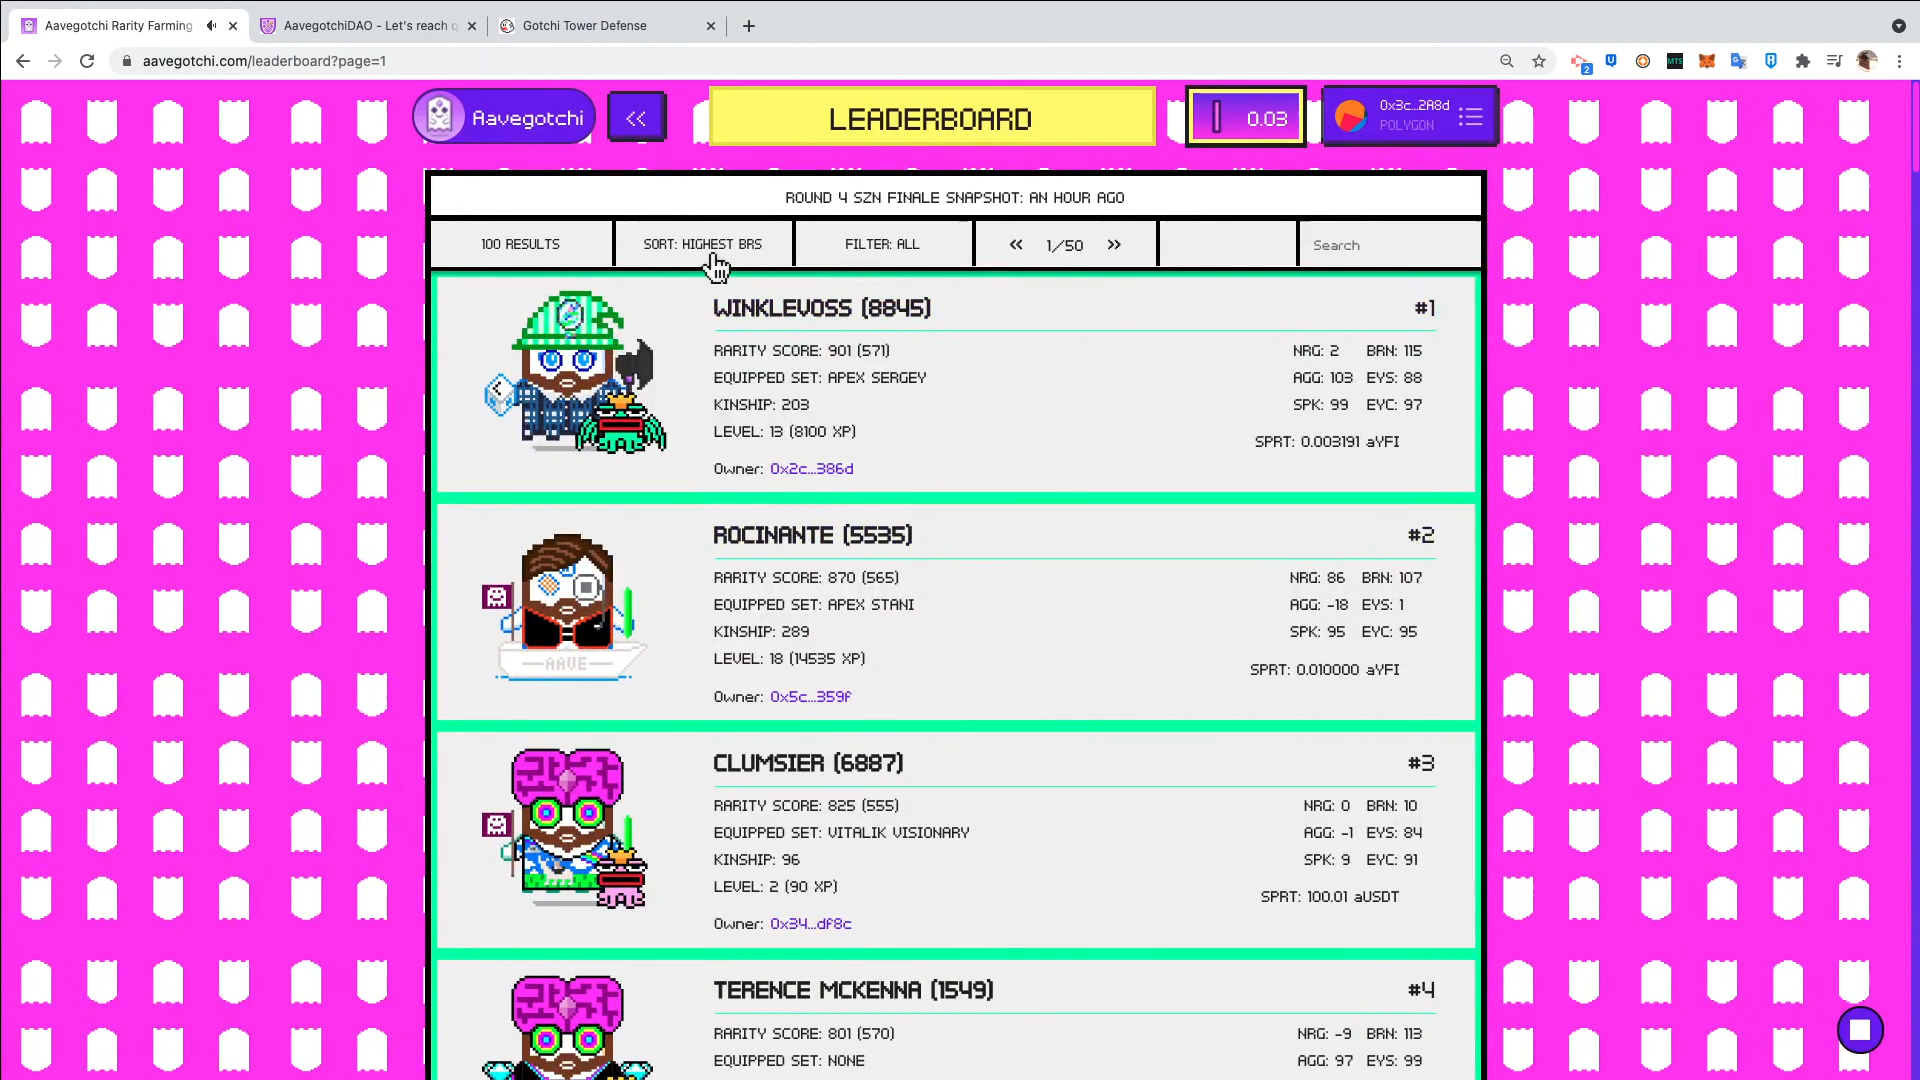 Aavegotchi Rarity Farming
AavegotchiDAO - Let's reach q
Gotchi Tower Defense
aavegotchi.com/leaderboard?page=1
2
MTS
Aavegotchi
<<
LEADERBOARD
0.03
0x3c...2A8d
POLYGON
ROUND 4 SZN FINALE SNAPSHOT: AN HOUR AGO
100 RESULTS
SORT: HIGHEST BRS
FILTER: ALL
<< 1/50 >>
Search
WINKLEVOSS (8845)
#1
RARITY SCORE: 901 (571)
NRG: 2 BRN: 115
EQUIPPED SET: APEX SERGEY
AGG: 103 EYS: 88
KINSHIP: 203
SPK: 99 EYC: 97
LEVEL: 13 (8100 XP)
SPRT: 0.003191 aYFI
Owner: 0x2c...386d
ROCINANTE (5535)
#2
RARITY SCORE: 870 (565)
NRG: 86 BRN: 107
EQUIPPED SET: APEX STANI
AGG: -18 EYS: 1
KINSHIP: 289
SPK: 95 EYC: 95
LEVEL: 18 (14535 XP)
AAVE
SPRT: 0.010000 aYFI
Owner: 0x5c...359f
CLUMSIER (6887)
#3
RARITY SCORE: 825 (555)
NRG: 0 BRN: 10
EQUIPPED SET: VITALIK VISIONARY
AGG: -1 EYS: 84
KINSHIP: 96
SPK: 9 EYC: 91
LEVEL: 2 (90 XP)
SPRT: 100.01 aUSDT
Owner: 0x34...df8c
TERENCE MCKENNA (1549)
#4
RARITY SCORE: 801 (570)
NRG: -9 BRN: 113
EQUIPPED SET: NONE
AGG: 97 EYS: 99